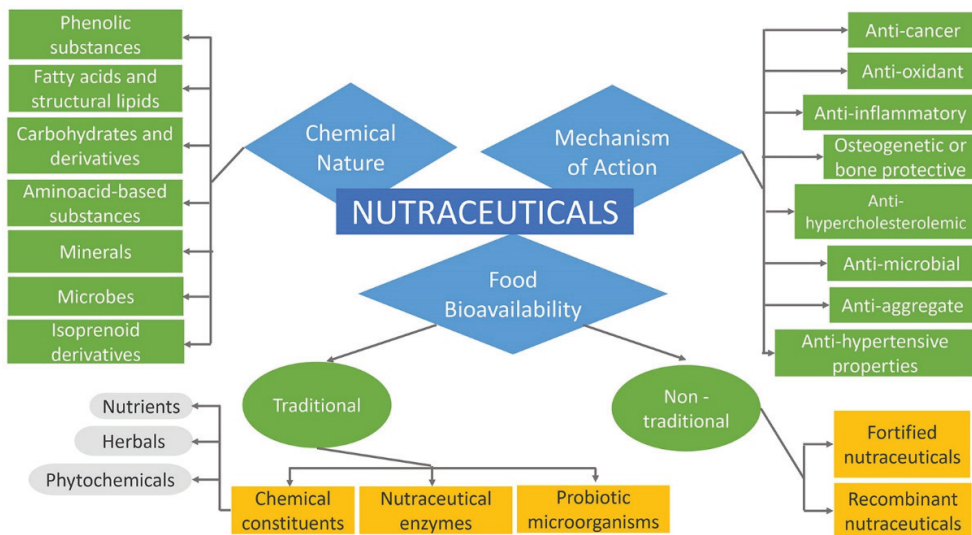 Phenolic
substances
Fatty acids and
structural lipids
Carbohydrates and
derivatives
Aminoacid-based
substances
Minerals
Microbes
Isoprenoid
derivatives
Chemical
Nature
Mechanism
of Action
NUTRACEUTICALS
Food
Bioavailability
Anti-cancer
Anti-oxidant
Anti-inflammatory
Osteogenetic or
bone protective
Anti-
hypercholesterolemic
Anti-microbial
Anti-aggregate
Anti-hypertensive
properties
Traditional
Non -
traditional
Nutrients
Herbals
Phytochemicals
Chemical
constituents
Nutraceutical
enzymes
Probiotic
microorganisms
Fortified
nutraceuticals
Recombinant
nutraceuticals